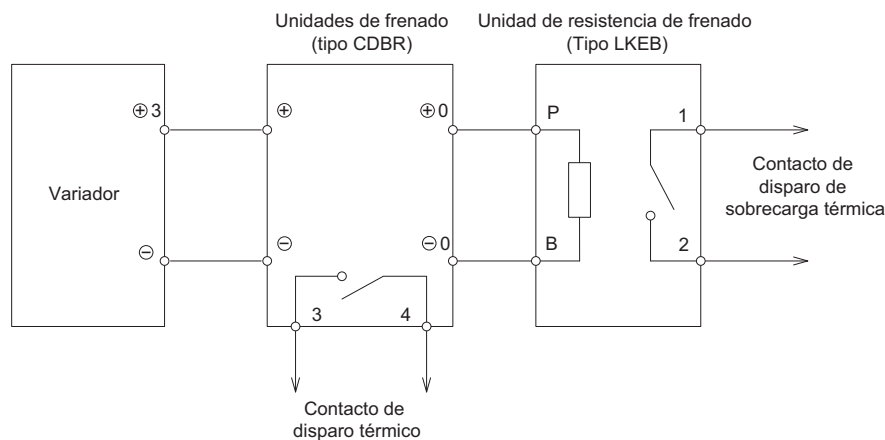 Unidades de frenado
(tipo CDBR)
Unidad de resistencia de frenado
(Tipo LKEB)
⊕3
⊕
⊕0
P
1
Variador
Contacto de
disparo de
sobrecarga térmica
⊖
⊖
⊖0
B
2
3
4
Contacto de
disparo térmico